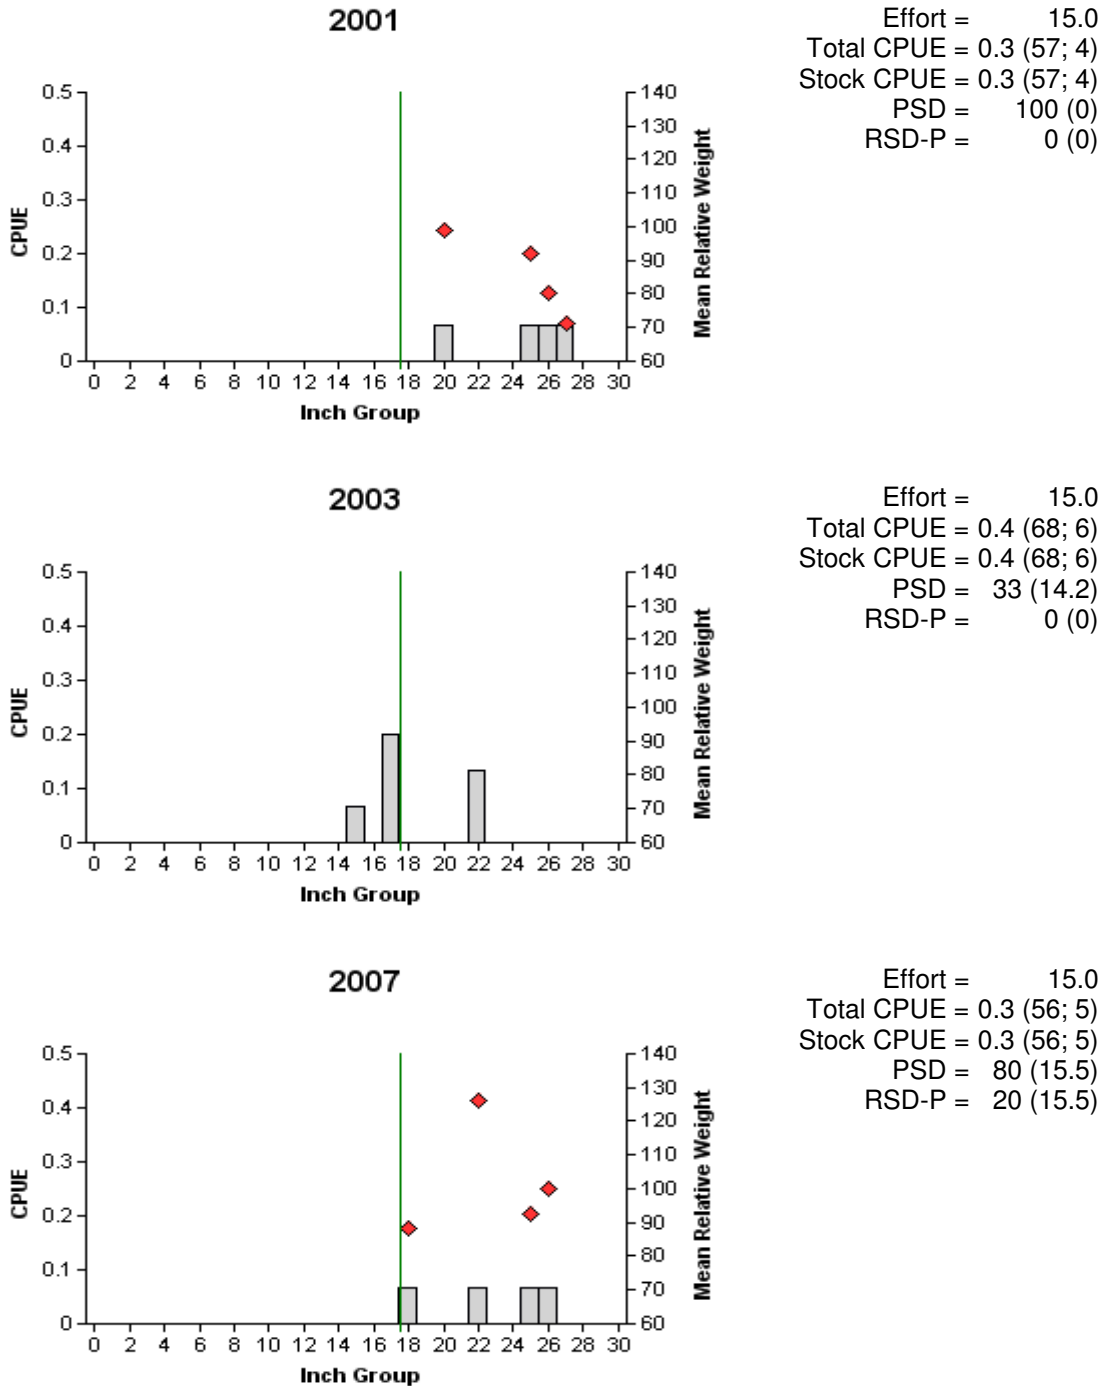 2001
Effort = 15.0
Total CPUE = 0.3 (57; 4)
Stock CPUE = 0.3 (57; 4)
PSD = 100 (0)
RSD-P = 0 (0)
0.5
0.4
0.3
0.2
0.1
0
CPUE
140
130
120
110
100
90
80
70
60
Mean Relative Weight
0 2 4 6 8 10 12 14 16 18 20 22 24 26 28 30
Inch Group
2003
Effort = 15.0
Total CPUE = 0.4 (68; 6)
Stock CPUE = 0.4 (68; 6)
PSD = 33 (14.2)
RSD-P = 0 (0)
0.5
0.4
0.3
0.2
0.1
0
CPUE
140
130
120
110
100
90
80
70
60
Mean Relative Weight
0 2 4 6 8 10 12 14 16 18 20 22 24 26 28 30
Inch Group
2007
Effort = 15.0
Total CPUE = 0.3 (56; 5)
Stock CPUE = 0.3 (56; 5)
PSD = 80 (15.5)
RSD-P = 20 (15.5)
0.5
0.4
0.3
0.2
0.1
0
CPUE
140
130
120
110
100
90
80
70
60
Mean Relative Weight
0 2 4 6 8 10 12 14 16 18 20 22 24 26 28 30
Inch Group